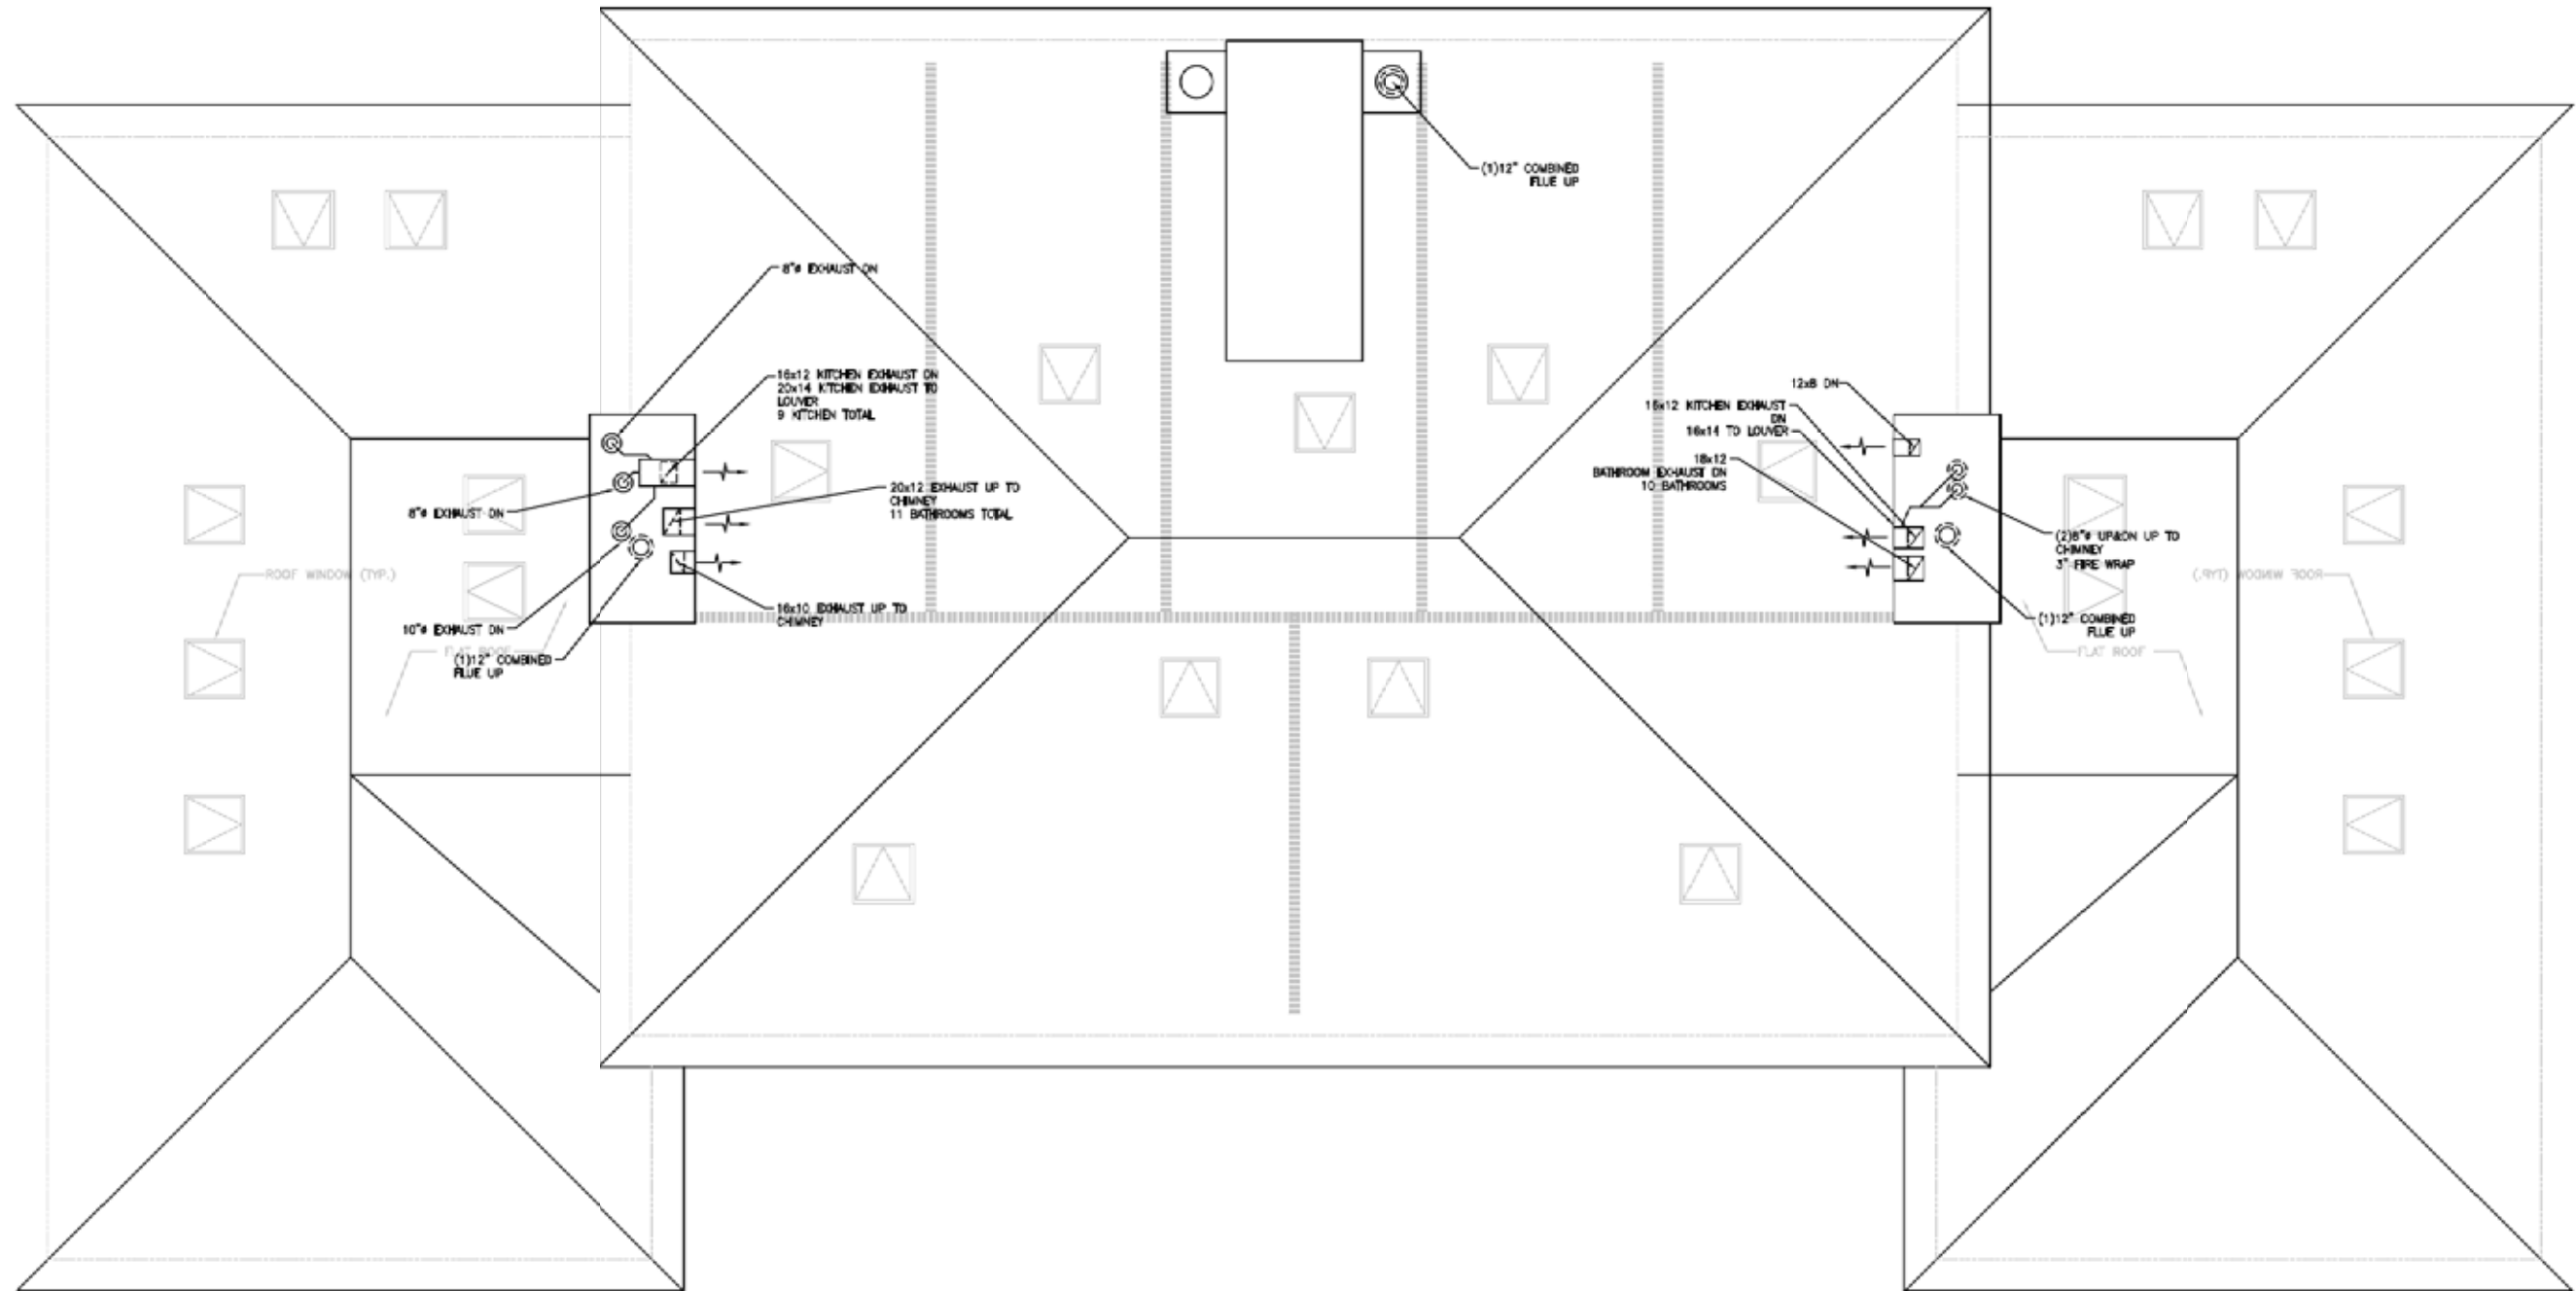 (1)12" COMBINED
FLUE UP
8"ø EXHAUST DN
16x12 KITCHEN EXHAUST DN
20x14 KITCHEN EXHAUST TO
LOUVER
9 KITCHEN TOTAL
20x12 EXHAUST UP TO
CHIMNEY
11 BATHROOMS TOTAL
8"ø EXHAUST DN
ROOF WINDOW (TYP.)
16x10 EXHAUST UP TO
CHIMNEY
10"ø EXHAUST DN
FLAT ROOF
(1)12" COMBINED
FLUE UP
12x8 DN
16x12 KITCHEN EXHAUST
DN
16x14 TO LOUVER
18x12
BATHROOM EXHAUST DN
10 BATHROOMS
(2)8"ø UP&DN UP TO
CHIMNEY
3" FIRE WRAP
ROOF WINDOW (TYP.)
(1)12" COMBINED
FLUE UP
FLAT ROOF